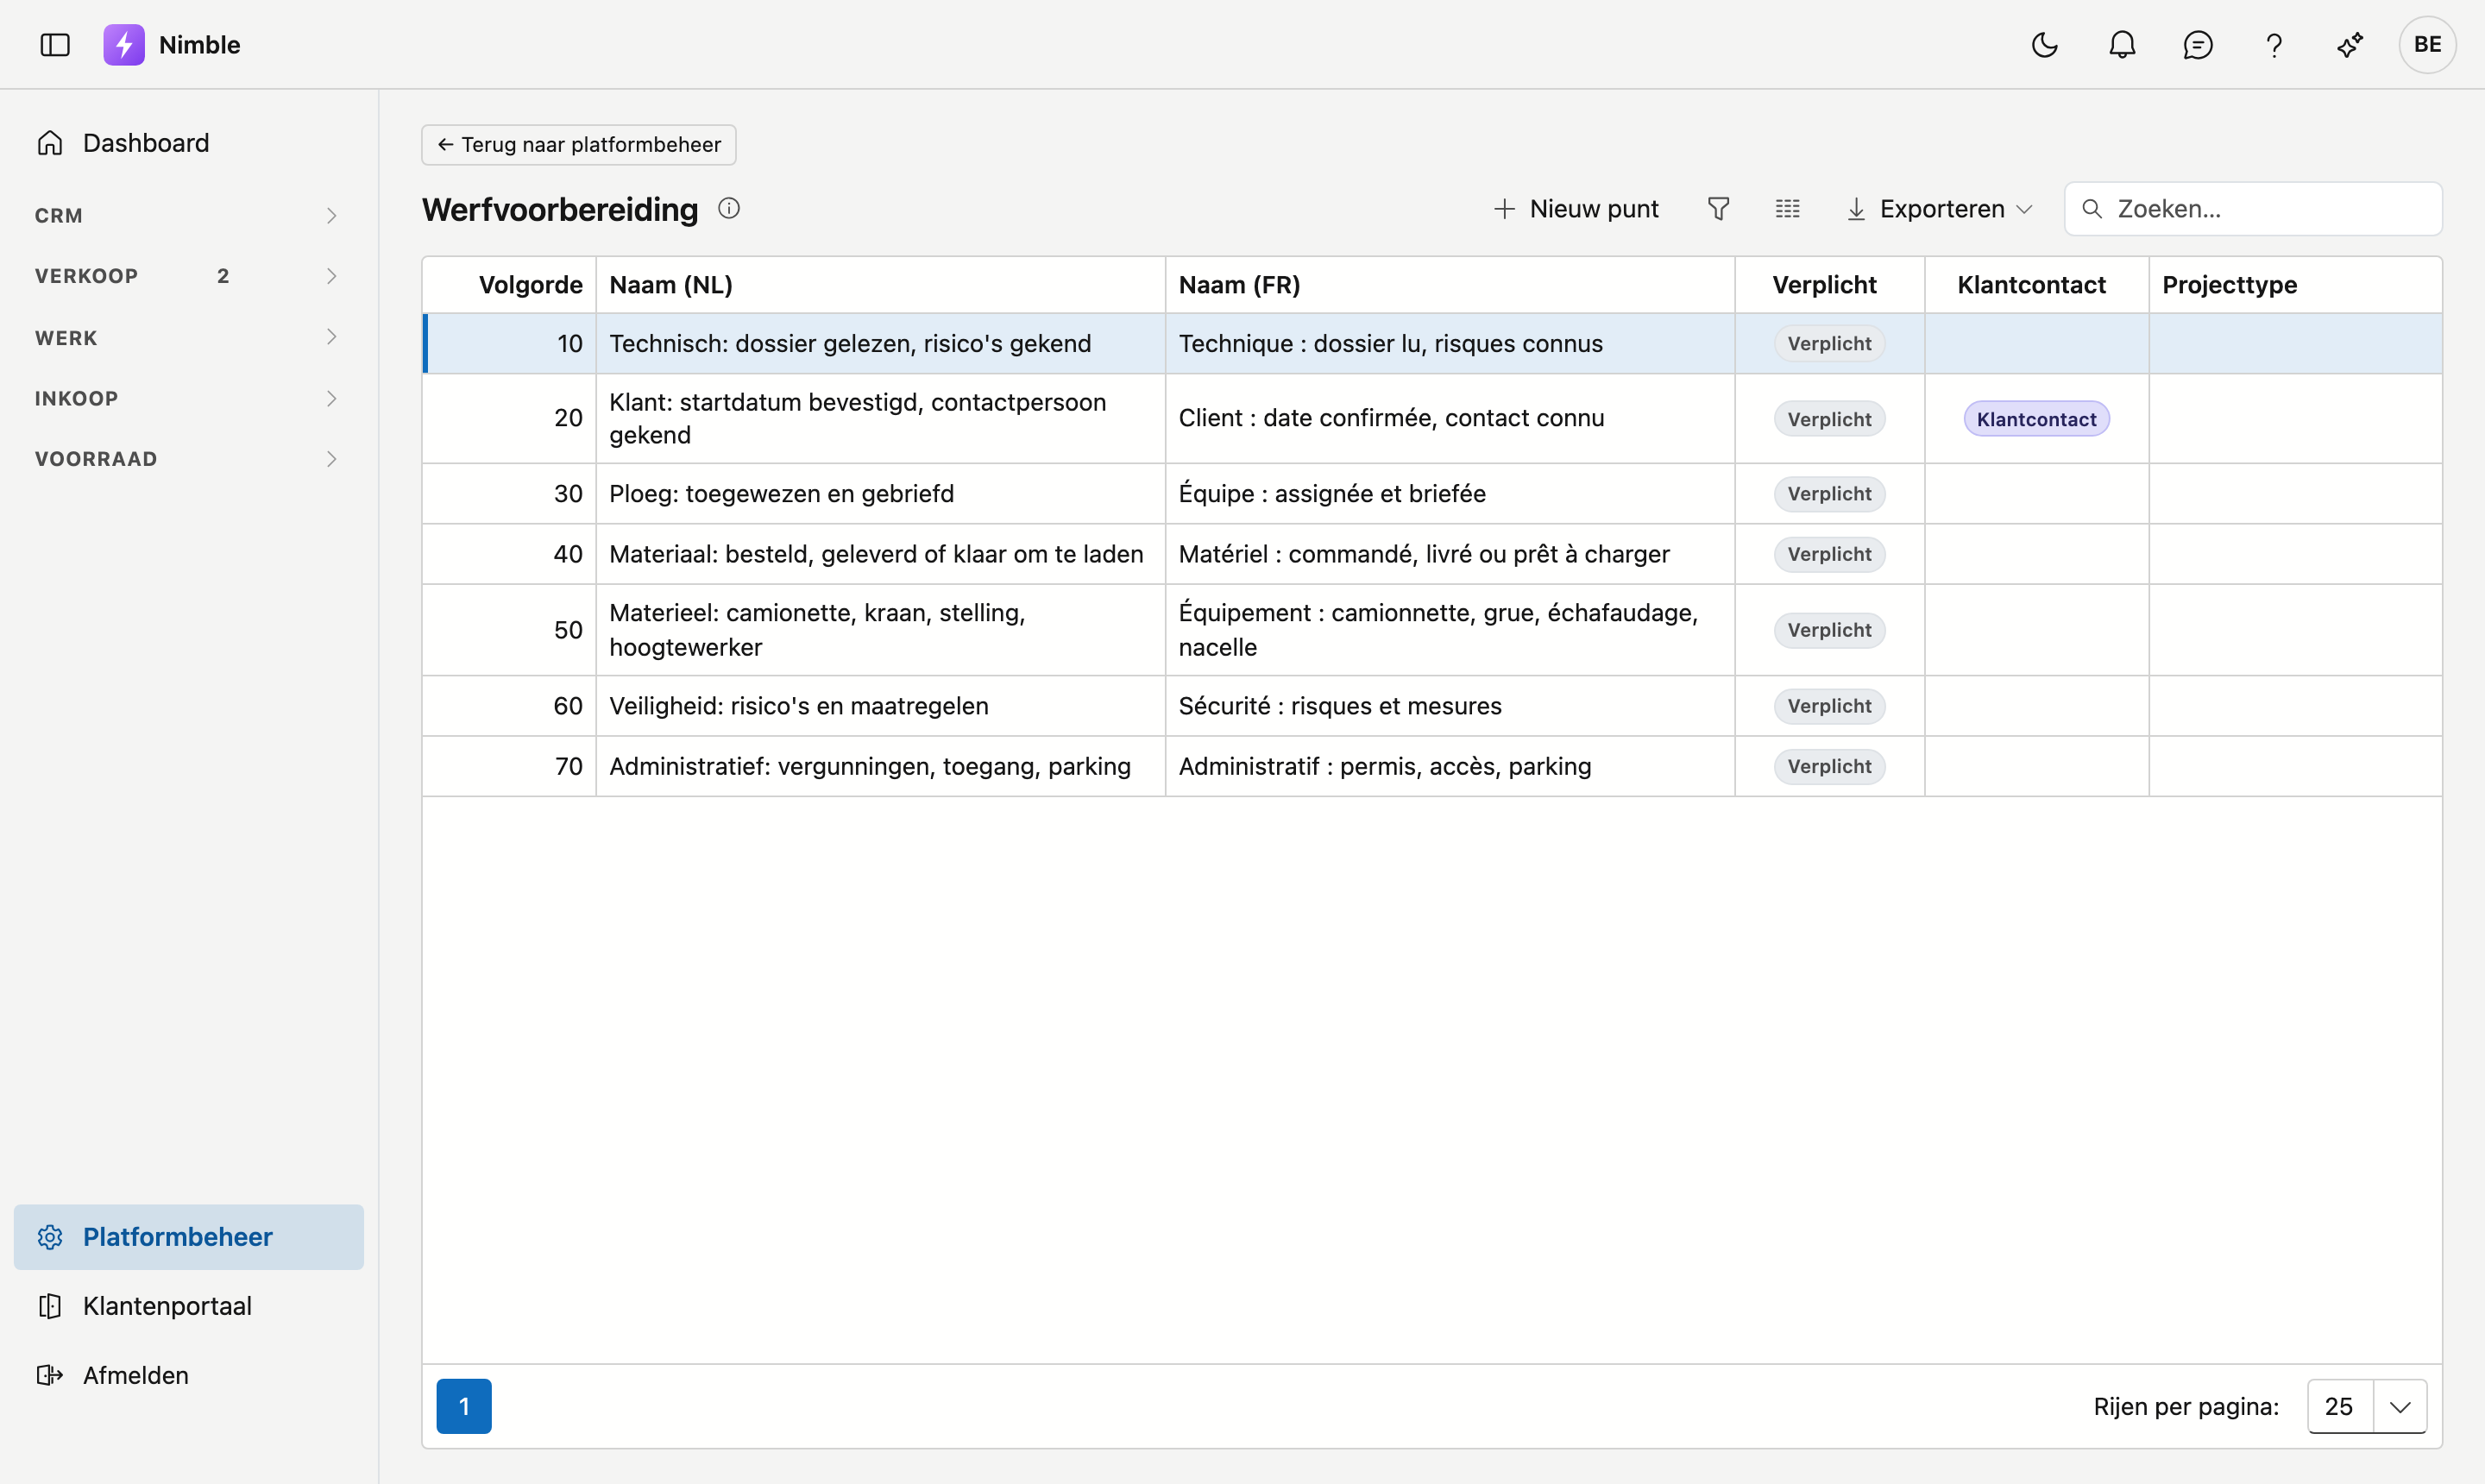 Nimble
BE
Dashboard
CRM
VERKOOP 2
WERK
INKOOP
VOORRAAD
Platformbeheer
Klantenportaal
Afmelden
← Terug naar platformbeheer
Werfvoorbereiding
Nieuw punt
Exporteren
Zoeken...
Volgorde Naam (NL) Naam (FR) Verplicht Klantcontact Projecttype
10 Technisch: dossier gelezen, risico's gekend Technique : dossier lu, risques connus Verplicht
20 Klant: startdatum bevestigd, contactpersoon
gekend Client : date confirmée, contact connu Verplicht Klantcontact
30 Ploeg: toegewezen en gebriefd Équipe : assignée et briefée Verplicht
40 Materiaal: besteld, geleverd of klaar om te laden Matériel : commandé, livré ou prêt à charger Verplicht
50 Materieel: camionette, kraan, stelling,
hoogtewerker Équipement : camionnette, grue, échafaudage,
nacelle Verplicht
60 Veiligheid: risico's en maatregelen Sécurité : risques et mesures Verplicht
70 Administratief: vergunningen, toegang, parking Administratif : permis, accès, parking Verplicht
1
Rijen per pagina: 25